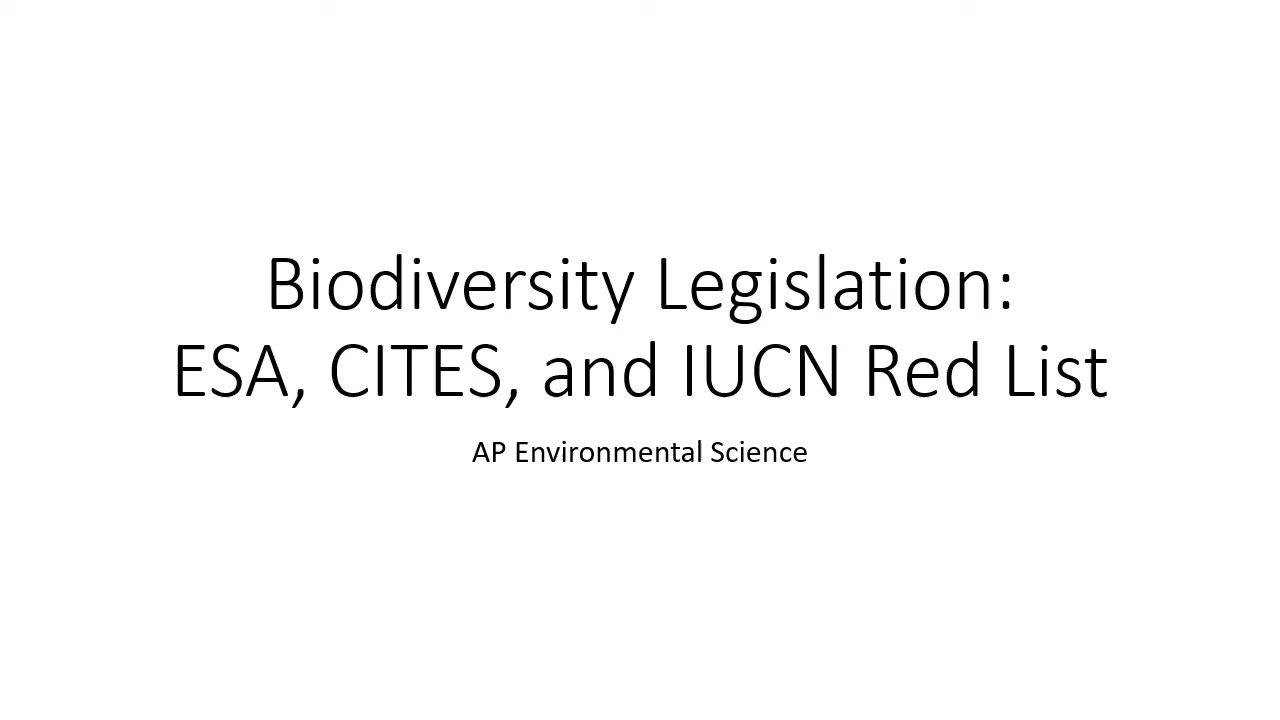 Biodiversity Legislation:
ESA, CITES, and IUCN Red List
AP Environmental Science